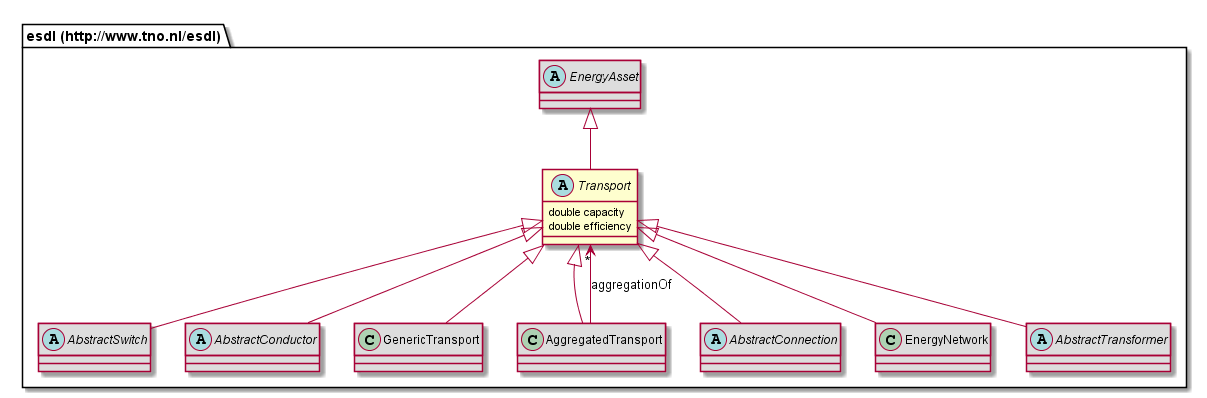 esdl (http://www.tno.nl/esdl)
A EnergyAsset
A Transport
double capacity
double efficiency
*
aggregationOf
A AbstractSwitch
A AbstractConductor
C GenericTransport
C AggregatedTransport
A AbstractConnection
C EnergyNetwork
A AbstractTransformer